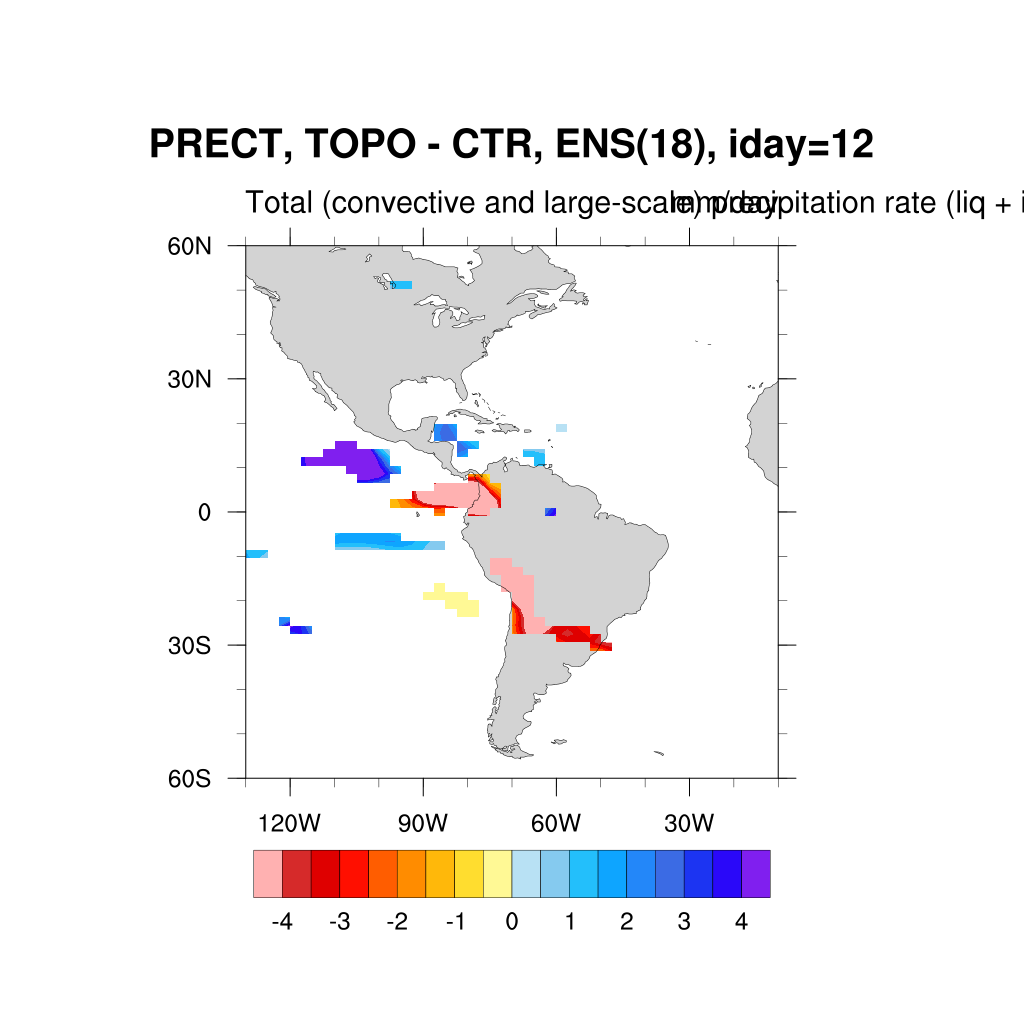 PRECT, TOPO - CTR, ENS(18), iday=12
Total (convective and large-scale) precipitation rate (liq + i
mm/day
60N
30N
0
30S
60S
120W 90W 60W 30W
-4 -3 -2 -1 0 1 2 3 4